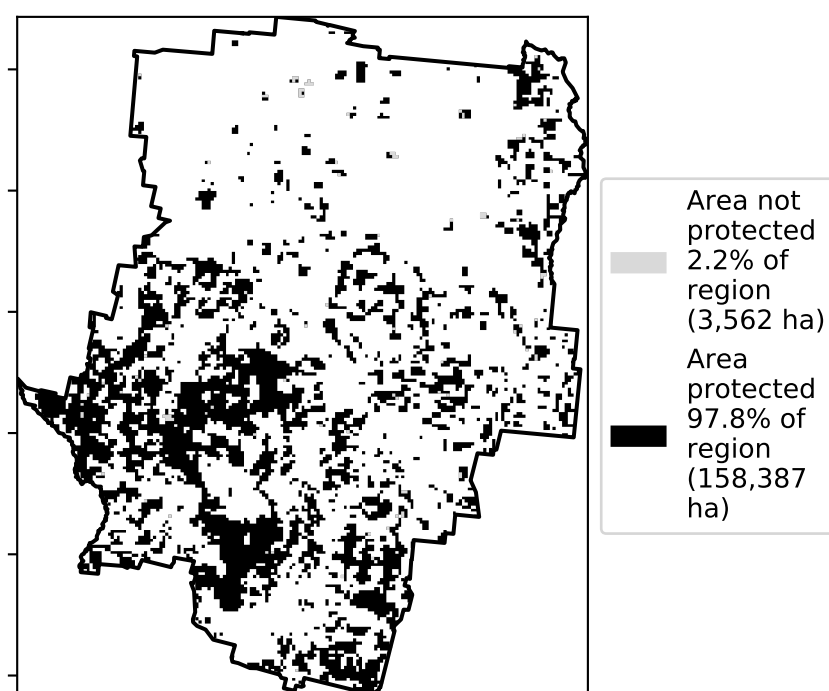 Area not
protected
2.2% of
region
(3,562 ha)
Area
protected
97.8% of
region
(158,387
ha)